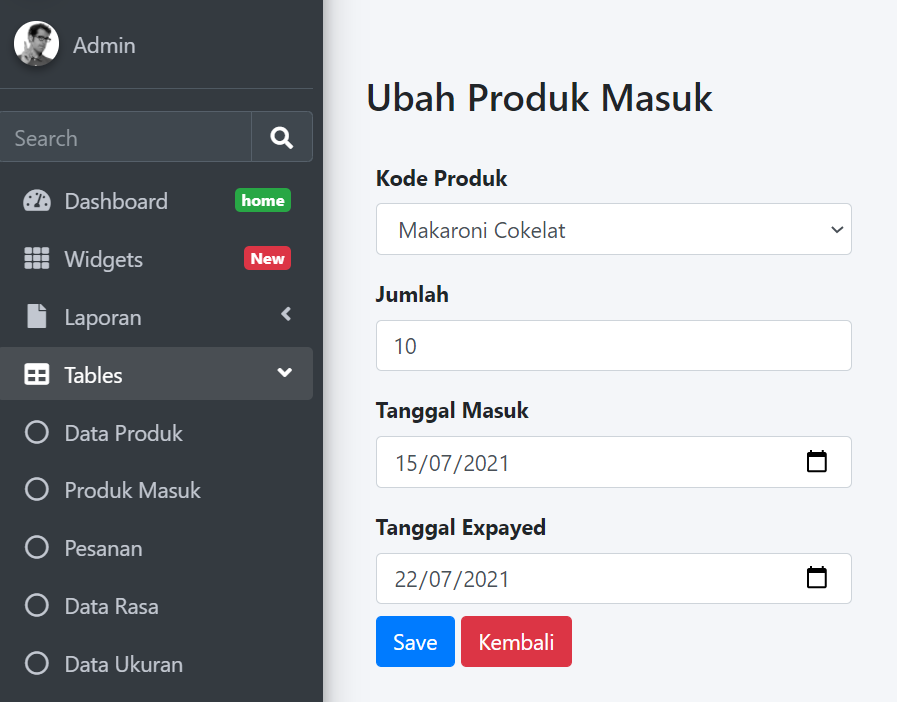 Admin
Search
Dashboard home
Widgets New
Laporan
Tables
Data Produk
Produk Masuk
Pesanan
Data Rasa
Data Ukuran
Ubah Produk Masuk
Kode Produk
Makaroni Cokelat
Jumlah
10
Tanggal Masuk
15/07/2021
Tanggal Expayed
22/07/2021
Save Kembali